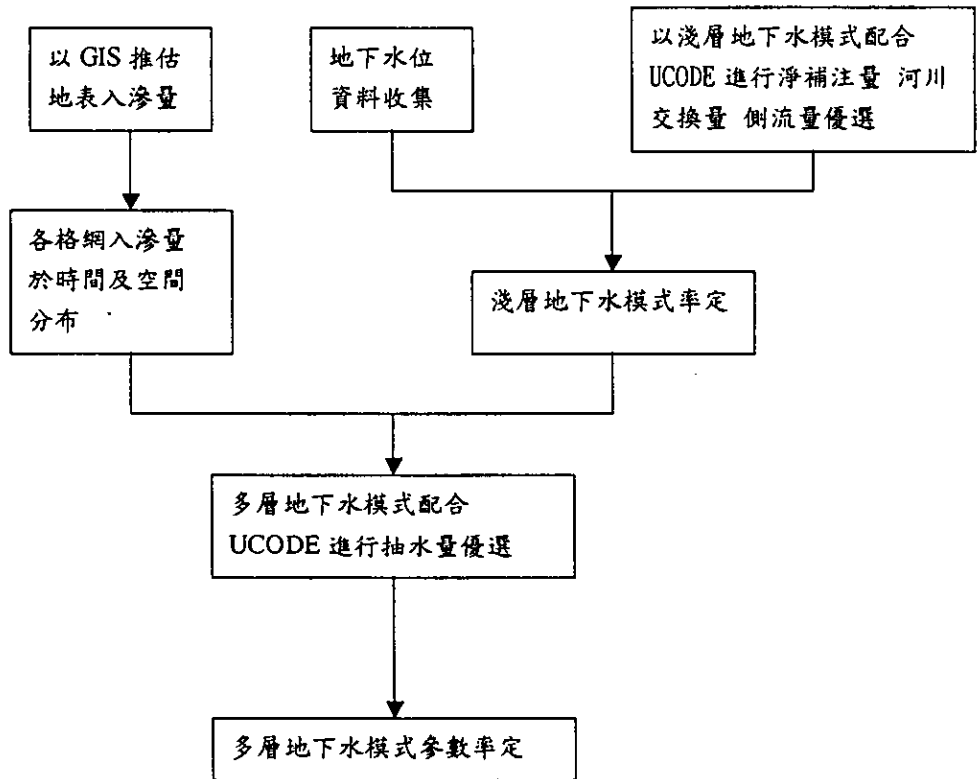 以 GIS 推估
地表入滲量
地下水位
資料收集
以淺層地下水模式配合
UCODE 進行淨補注量 河川
交換量 側流量優選
各格網入滲量
於時間及空間
分布
淺層地下水模式率定
多層地下水模式配合
UCODE 進行抽水量優選
多層地下水模式參數率定